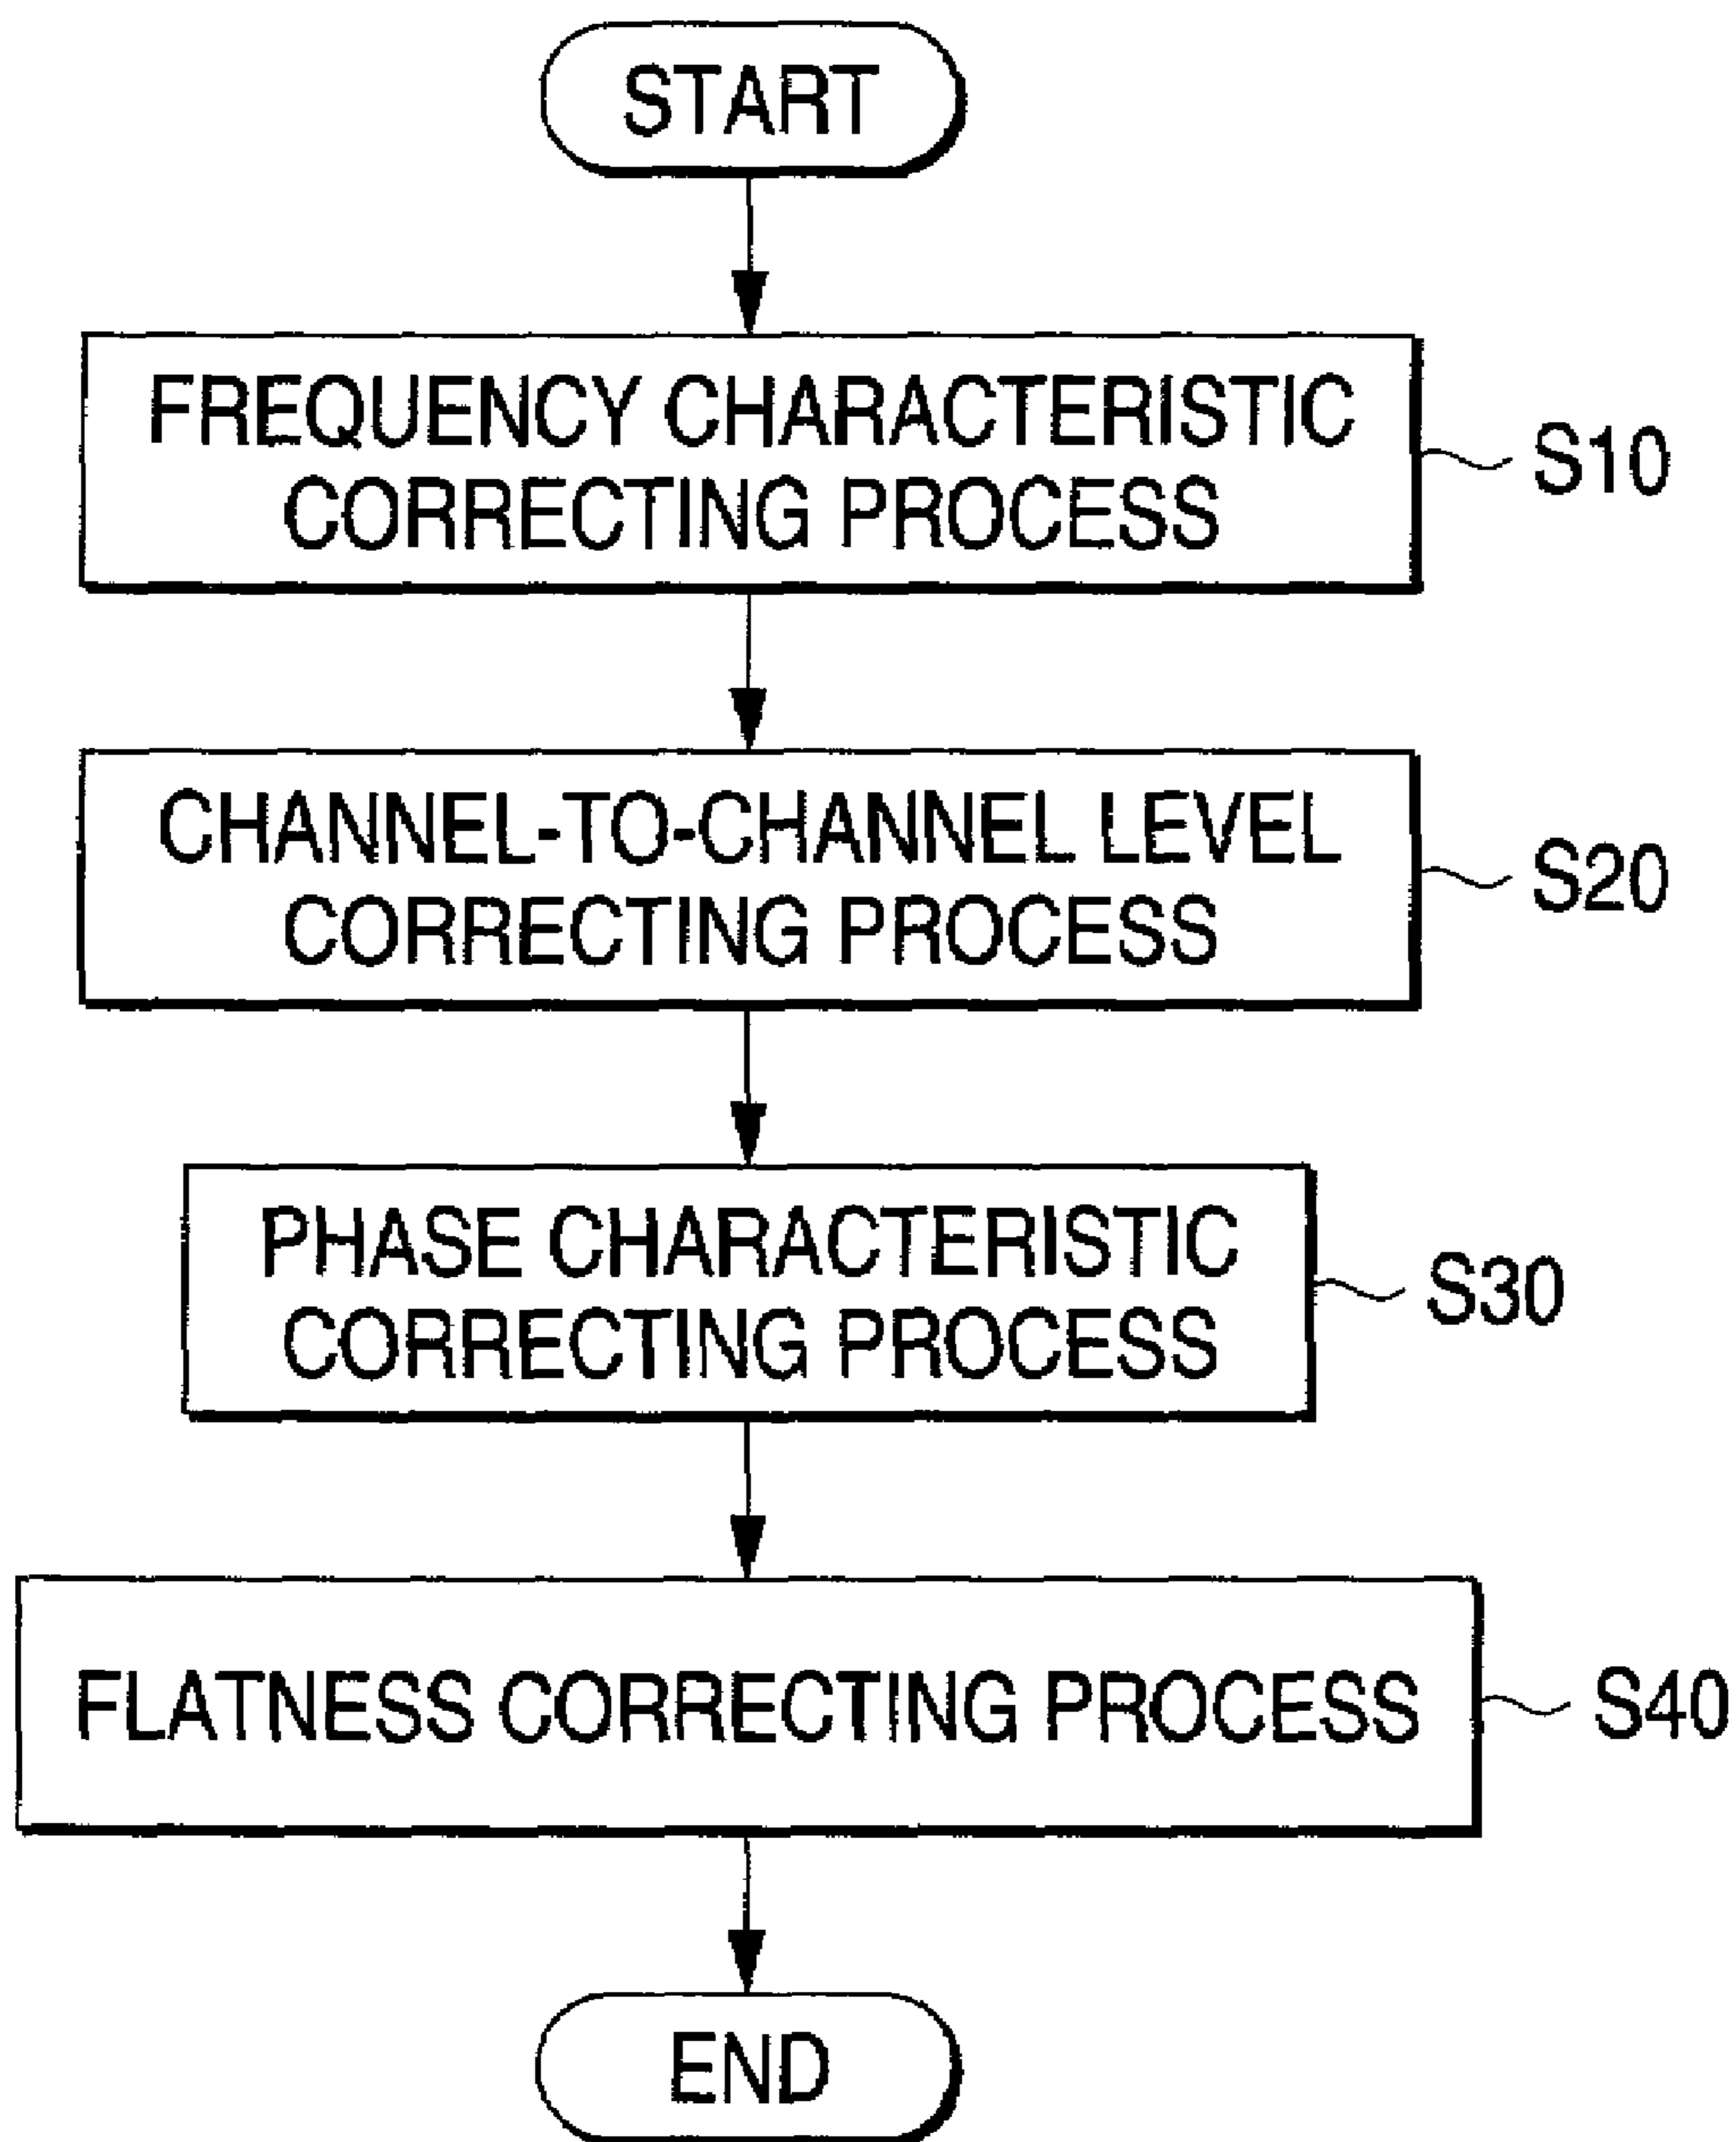 START
FREQUENCY CHARACTERISTIC
CORRECTING PROCESS
S10
CHANNEL-TO-CHANNEL LEVEL
CORRECTING PROCESS
S20
PHASE CHARACTERISTIC
CORRECTING PROCESS
S30
FLATNESS CORRECTING PROCESS
S40
END